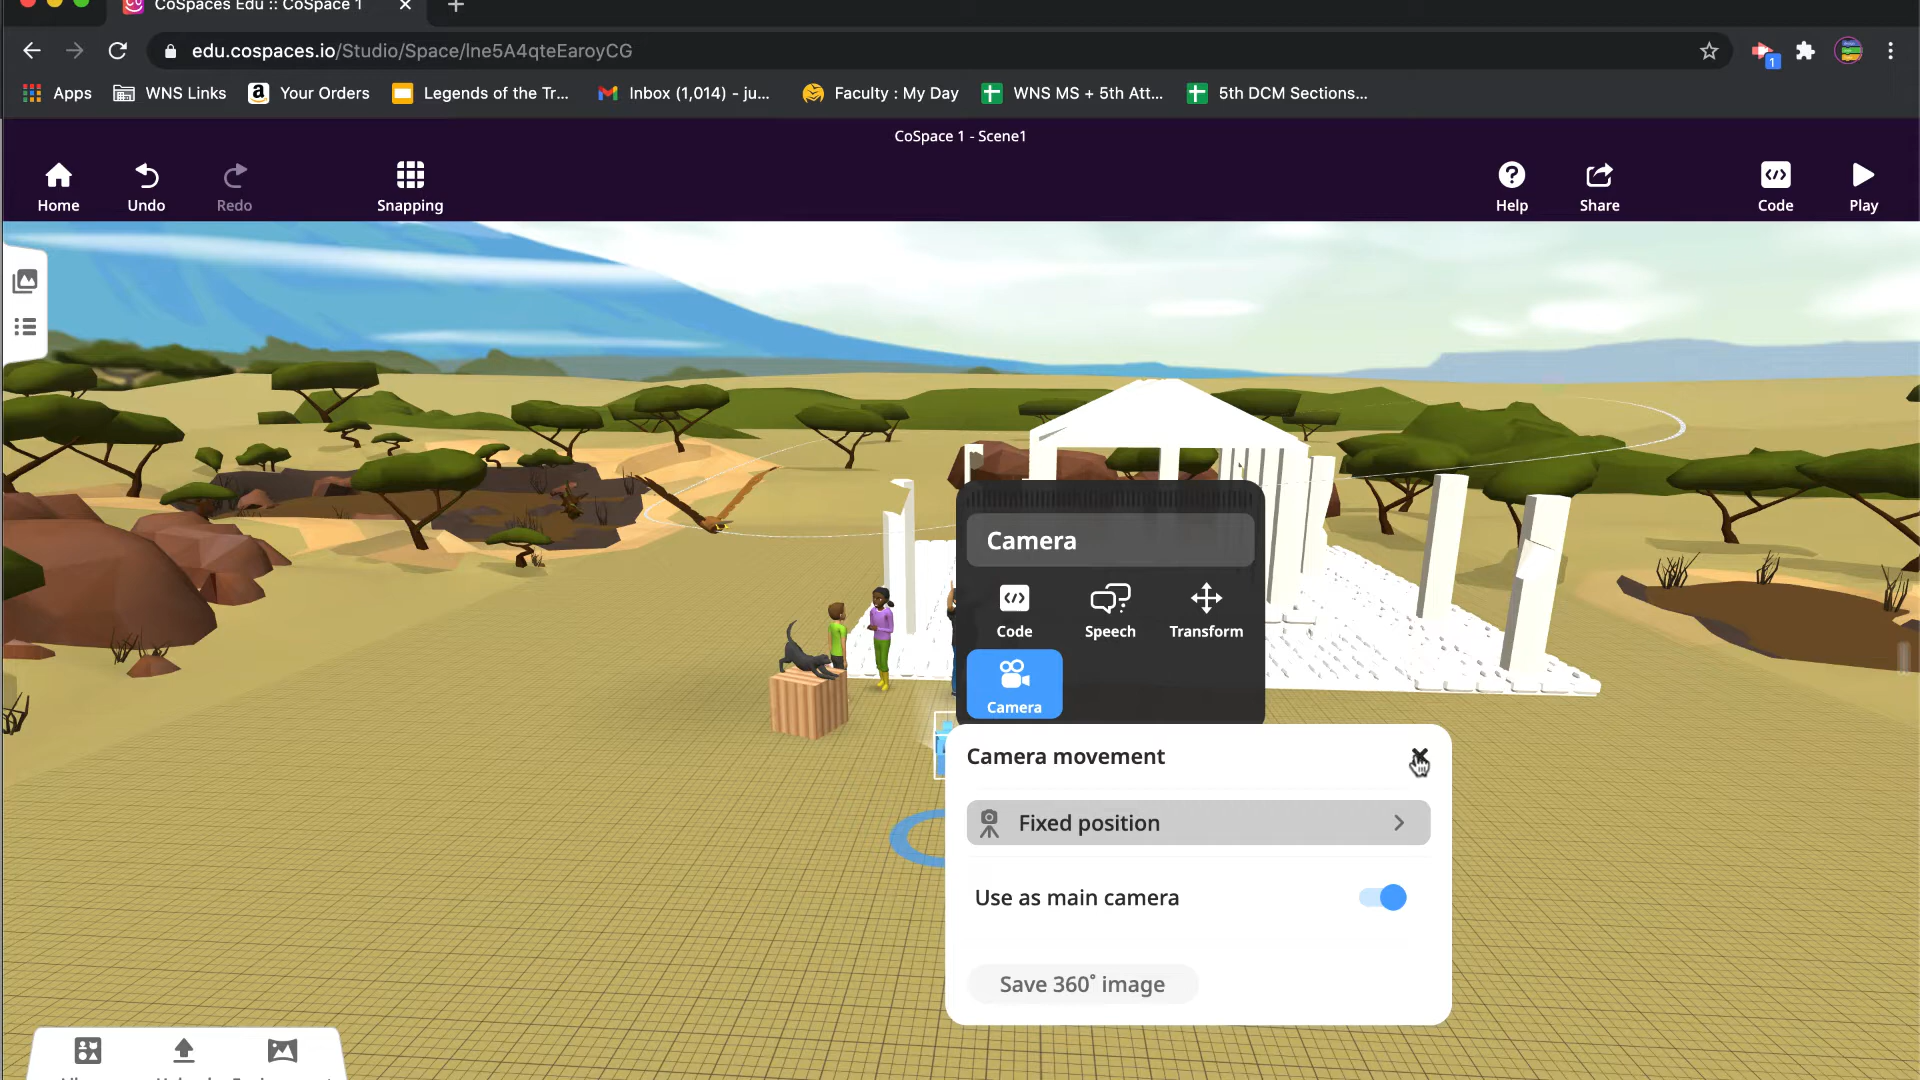 CoSpaces Edu :: CoSpace 1
edu.cospaces.io/Studio/Space/lne5A4qteEaroyCG
1
Apps WNS Links Your Orders Legends of the Tr... Inbox (1,014) - ju... Faculty : My Day WNS MS + 5th Att... 5th DCM Sections...
CoSpace 1 - Scene1
Home Undo Redo Snapping Help Share Code Play
Camera
Code Speech Transform
Camera
Camera movement
Fixed position
Use as main camera
Save 360° image